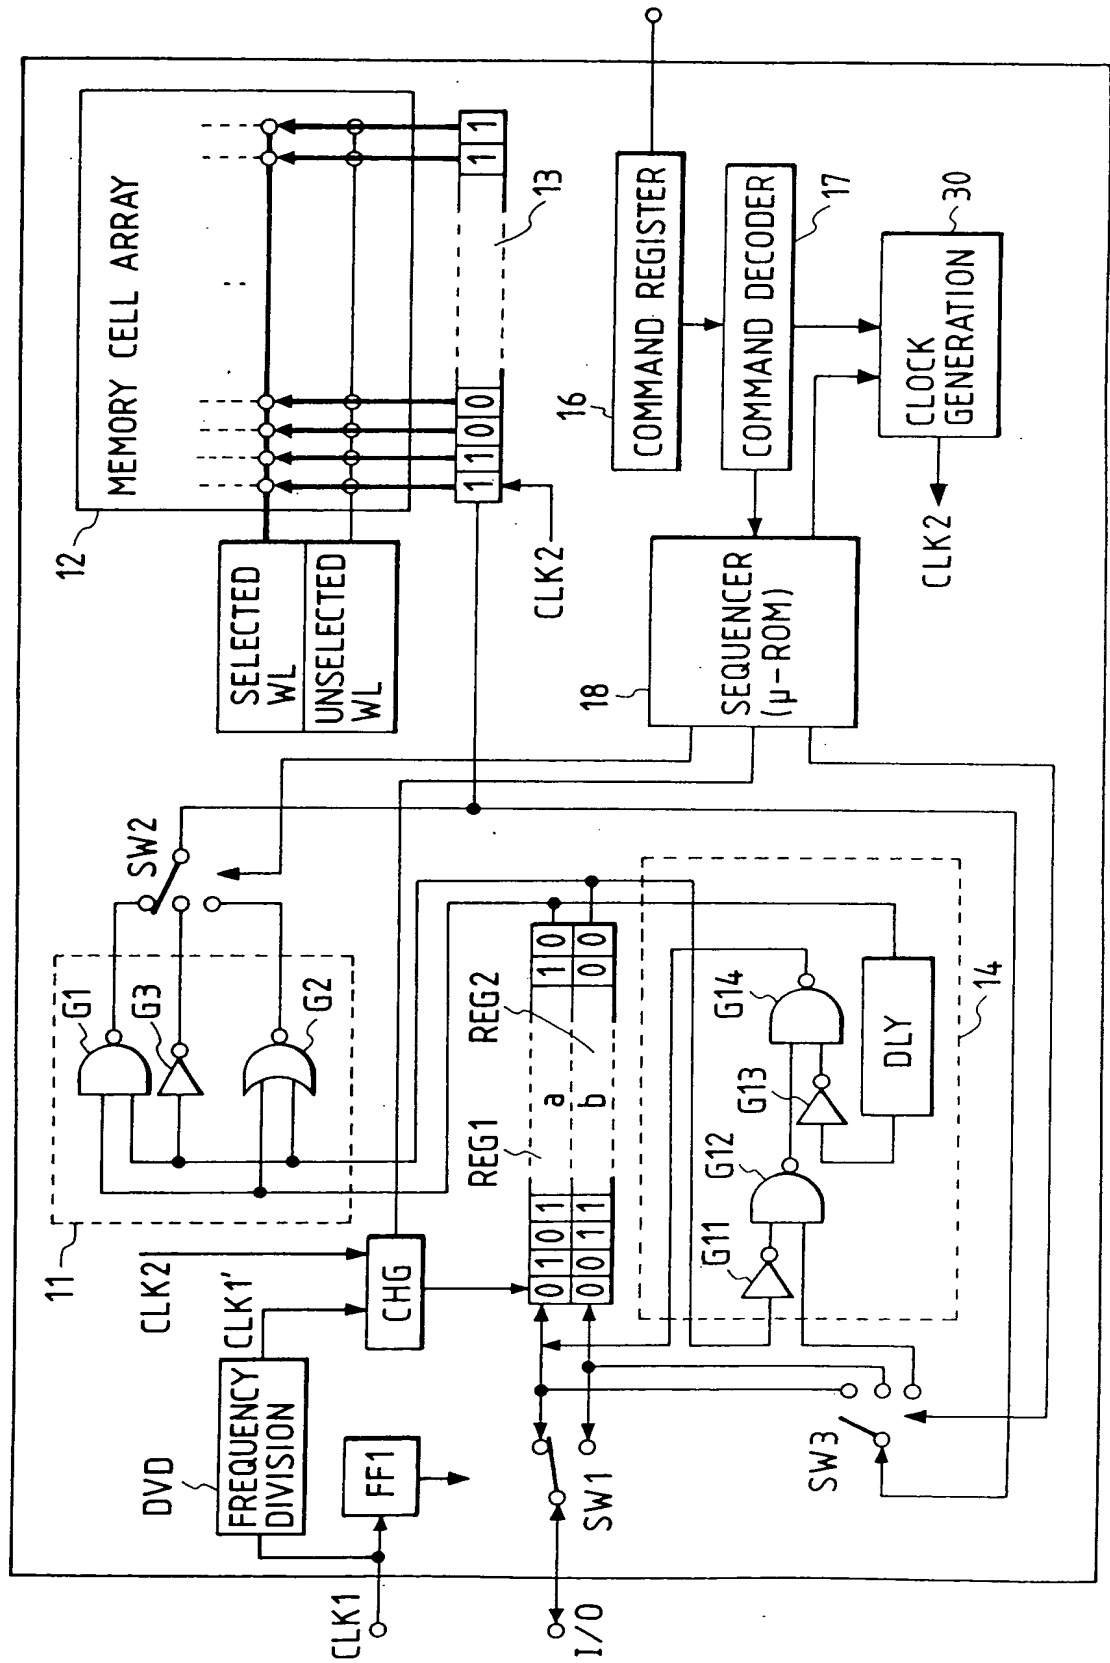 12
MEMORY CELL ARRAY
SELECTED
WL
UNSELECTED
WL
1 1 0 0
1 1
13
CLK2
11
G1
G3
G2
SW2
CLK2
CLK1'
CHG
DVD
FREQUENCY
DIVISION
FF1
CLK1
I/O
SW1
SW3
REG1
REG2
0 1 0 1
a
1 0
0 0 1 1
b
0 0
G11
G12
G13
G14
DLY
14
16
COMMAND REGISTER
COMMAND DECODER
17
18
SEQUENCER
(μ-ROM)
CLOCK
GENERATION
30
CLK2